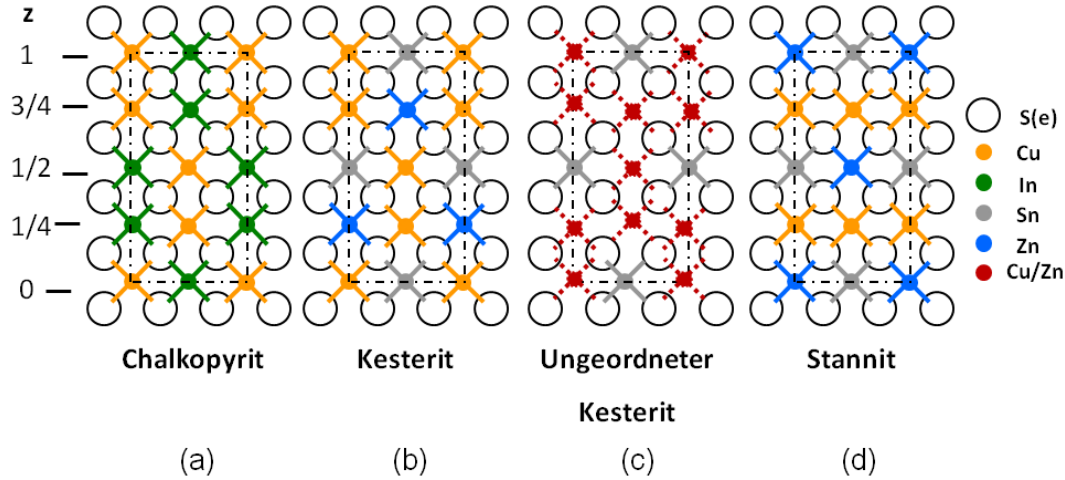 z
1
3/4
1/2
1/4
0
S(e)
Cu
In
Sn
Zn
Cu/Zn
Chalkopyrit
Kesterit
Ungeordneter
Kesterit
Stannit
(a)
(b)
(c)
(d)